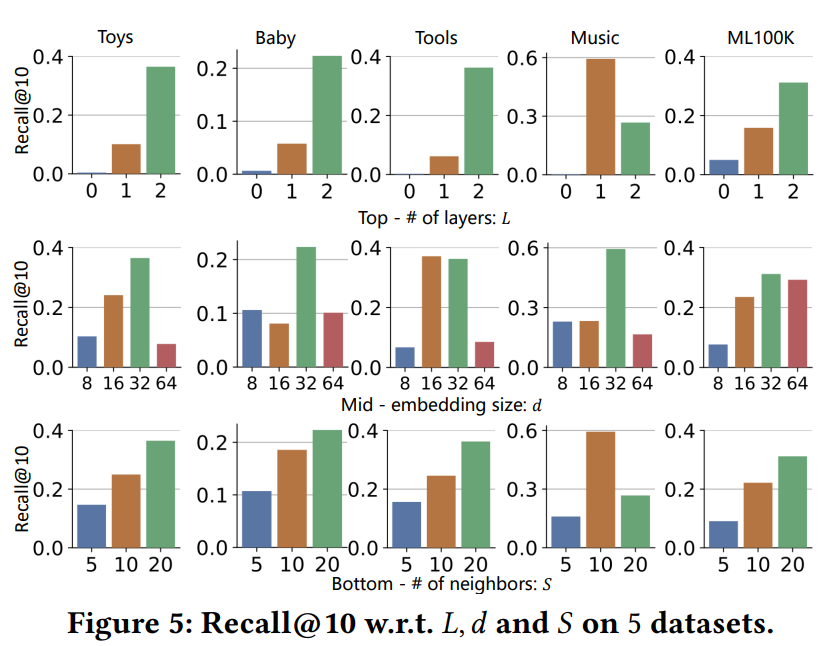 Toys Baby Tools Music ML100K
Recall@10
0.4 0.2 0.0 0 1 2
0.2 0.1 0.0 0 1 2
0.4 0.2 0.0 0 1 2
0.6 0.3 0.0 0 1 2
0.4 0.2 0.0 0 1 2
Top - # of layers: L
Recall@10
0.4 0.2 0.0 8 16 32 64
0.2 0.1 0.0 8 16 32 64
0.4 0.2 0.0 8 16 32 64
0.6 0.3 0.0 8 16 32 64
0.4 0.2 0.0 8 16 32 64
Mid - embedding size: d
Recall@10
0.4 0.2 0.0 5 10 20
0.2 0.1 0.0 5 10 20
0.4 0.2 0.0 5 10 20
0.6 0.3 0.0 5 10 20
0.4 0.2 0.0 5 10 20
Bottom - # of neighbors: S
Figure 5: Recall@10 w.r.t. L, d and S on 5 datasets.